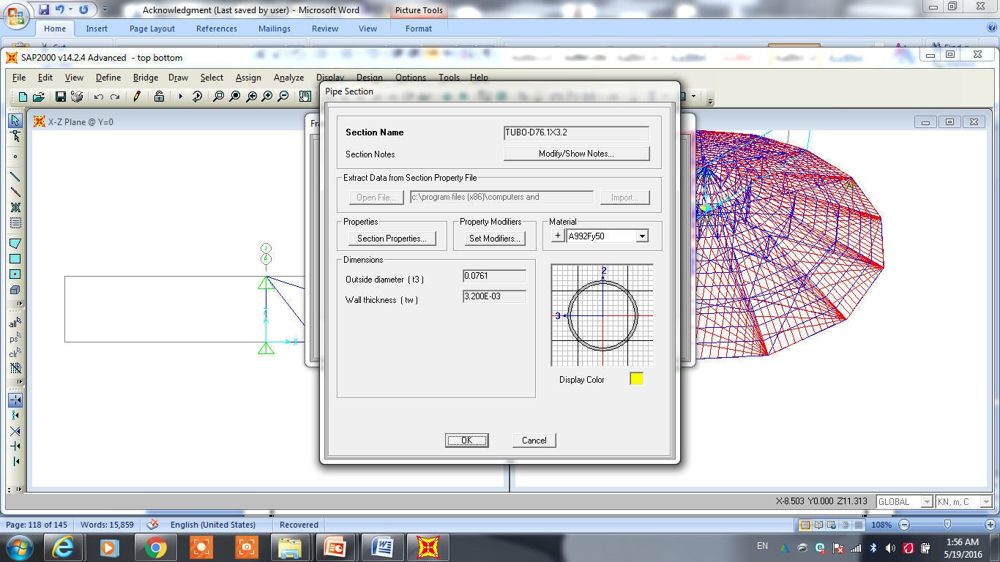 Acknowledgment (Last saved by user) - Microsoft Word
Picture Tools
Home Insert Page Layout References Mailings Review View Format
SAP2000 v14.2.4 Advanced - top bottom
File Edit View Define Bridge Draw Select Assign Analyze Display Design Options Tools Help
Pipe Section
X-Z Plane @ Y=0
Section Name
TUBO-D76.1X3.2
Section Notes
Modify/Show Notes...
Extract Data from Section Property File
Open File...
c:\program files (x86)\computers and
Import...
Properties
Section Properties...
Property Modifiers
Set Modifiers...
Material
+
A992Fy50
Dimensions
Outside diameter ( t3 )
0.0761
Wall thickness ( tw )
3.200E-03
2
3
Display Color
OK
Cancel
all
ps
clr
X-8.503 Y0.000 Z11.313
GLOBAL
KN, m, C
Page: 118 of 145
Words: 15,859
English (United States)
Recovered
108%
EN
1:56 AM
5/19/2016